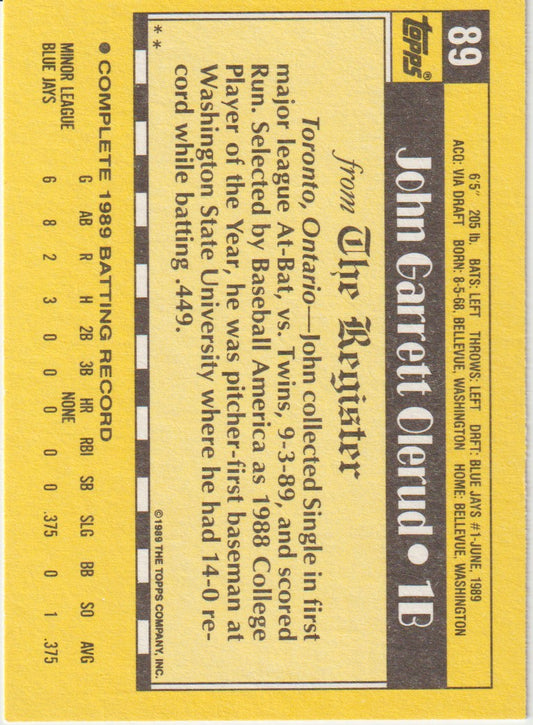 89
topps®
6'5" 205 lb. BATS: LEFT THROWS: LEFT DRFT: BLUE JAYS #1-JUNE, 1989
ACQ: VIA DRAFT BORN: 8-5-68, BELLEVUE, WASHINGTON HOME: BELLEVUE, WASHINGTON
John Garrett Olerud • 1B
from The Register
Toronto, Ontario—John collected Single in first
major league At-Bat, vs. Twins, 9-3-89, and scored
Run. Selected by Baseball America as 1988 College
Player of the Year, he was pitcher-first baseman at
Washington State University where he had 14-0 re-
cord while batting .449.
* *
©1989 THE TOPPS COMPANY, INC.
● COMPLETE 1989 BATTING RECORD
G AB R H 2B 3B HR RBI SB SLG BB SO AVG
MINOR LEAGUE NONE
BLUE JAYS 6 8 2 3 0 0 0 0 0 .375 0 1 .375